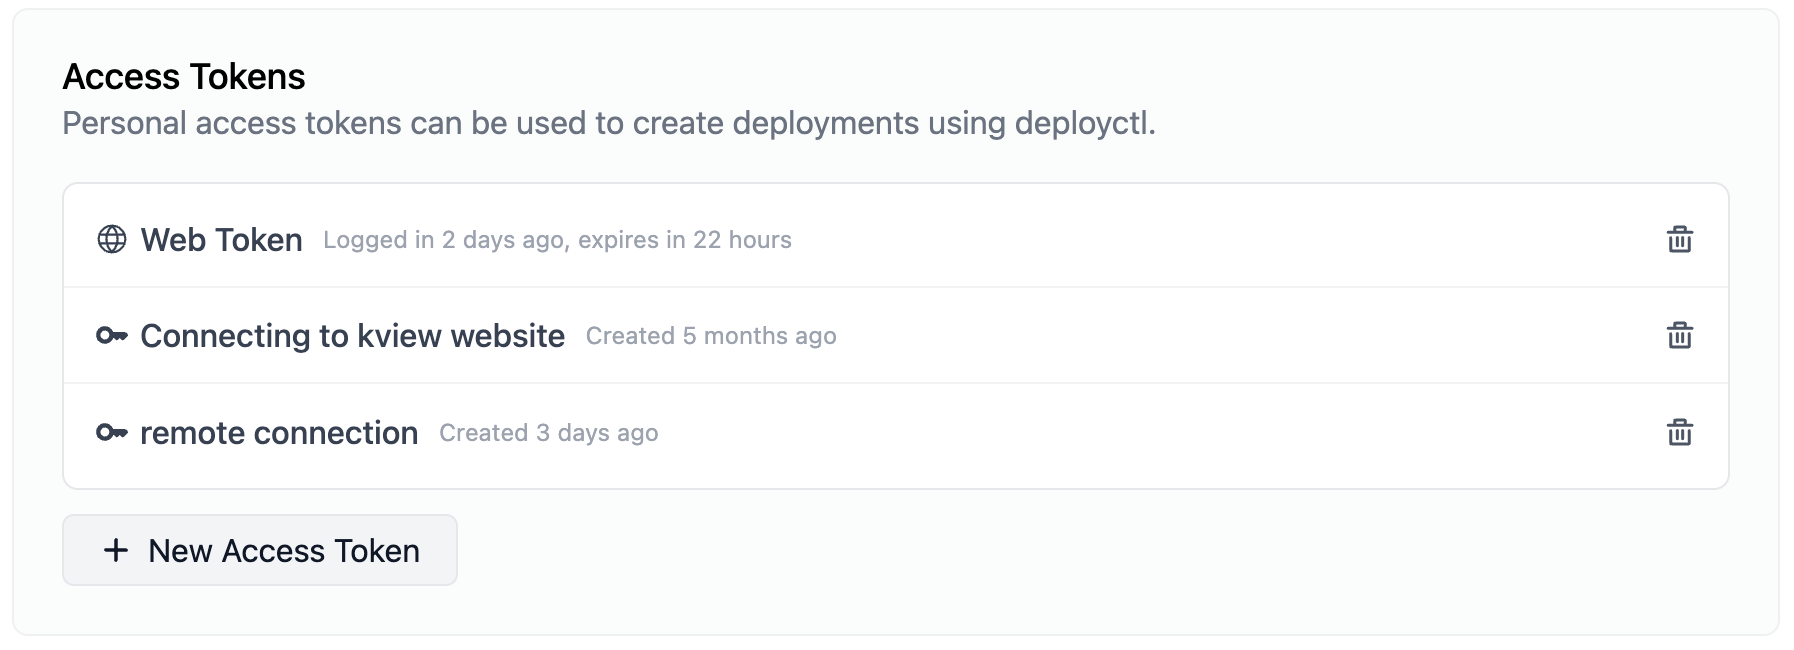 Access Tokens
Personal access tokens can be used to create deployments using deployctl.
Web Token Logged in 2 days ago, expires in 22 hours
Connecting to kview website Created 5 months ago
remote connection Created 3 days ago
+ New Access Token